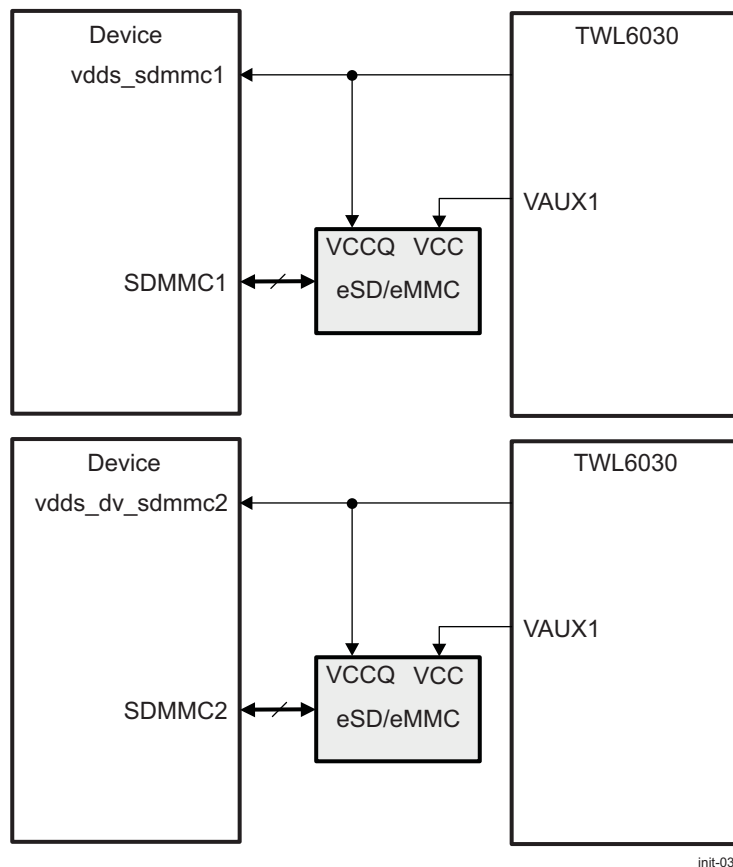 Device
TWL6030
vdds_sdmmc1
VAUX1
VCCQ VCC
SDMMC1
eSD/eMMC
Device
TWL6030
vdds_dv_sdmmc2
VAUX1
VCCQ VCC
SDMMC2
eSD/eMMC
init-03